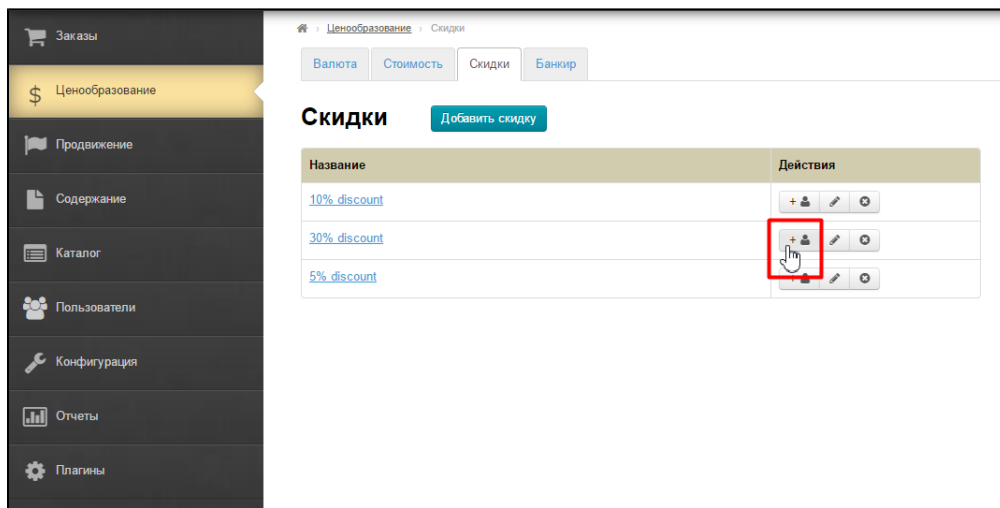 Заказы
Ценообразование
Продвижение
Содержание
Каталог
Пользователи
Конфигурация
Отчеты
Плагины
Ценообразование › Скидки
Валюта Стоимость Скидки Банкир
Скидки Добавить скидку
Название Действия
10% discount
30% discount
5% discount